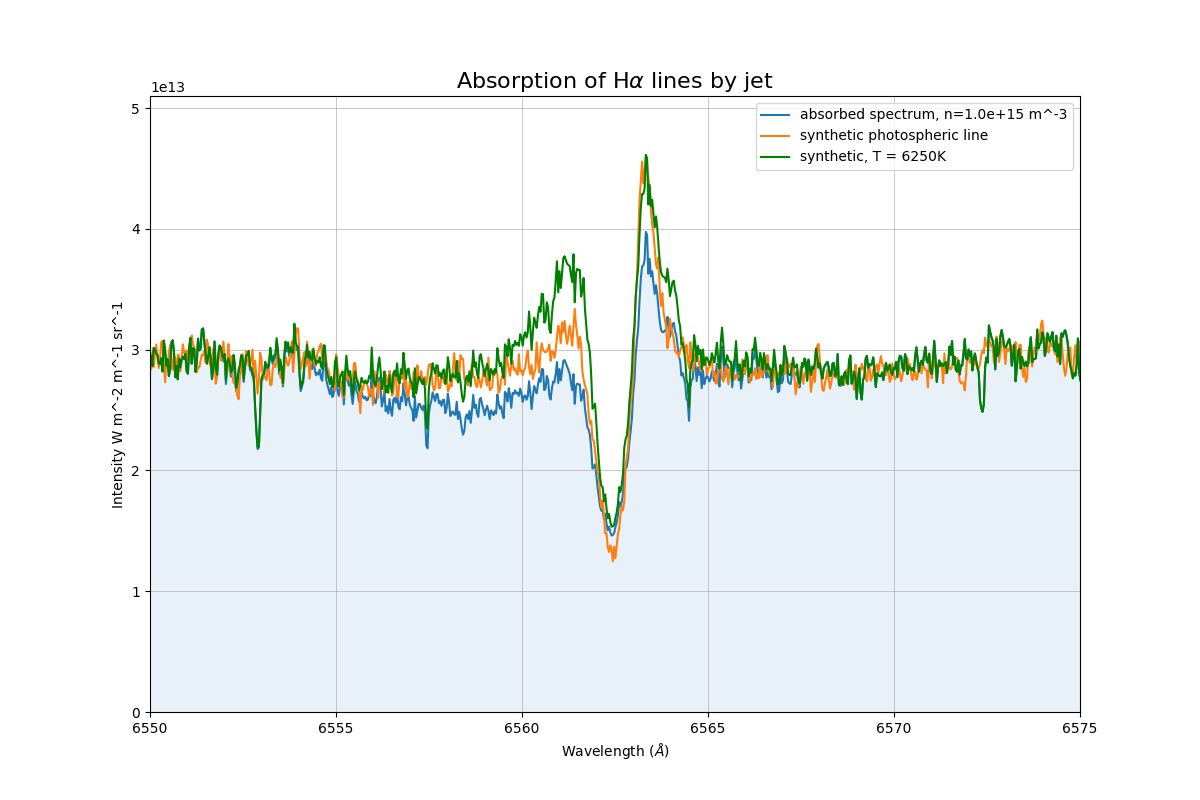 Absorption of Hα lines by jet
1e13
absorbed spectrum, n=1.0e+15 m^-3
synthetic photospheric line
synthetic, T = 6250K
5
4
3
2
1
0
Intensity W m^-2 m^-1 sr^-1
6550
6555
6560
6565
6570
6575
Wavelength (Å)